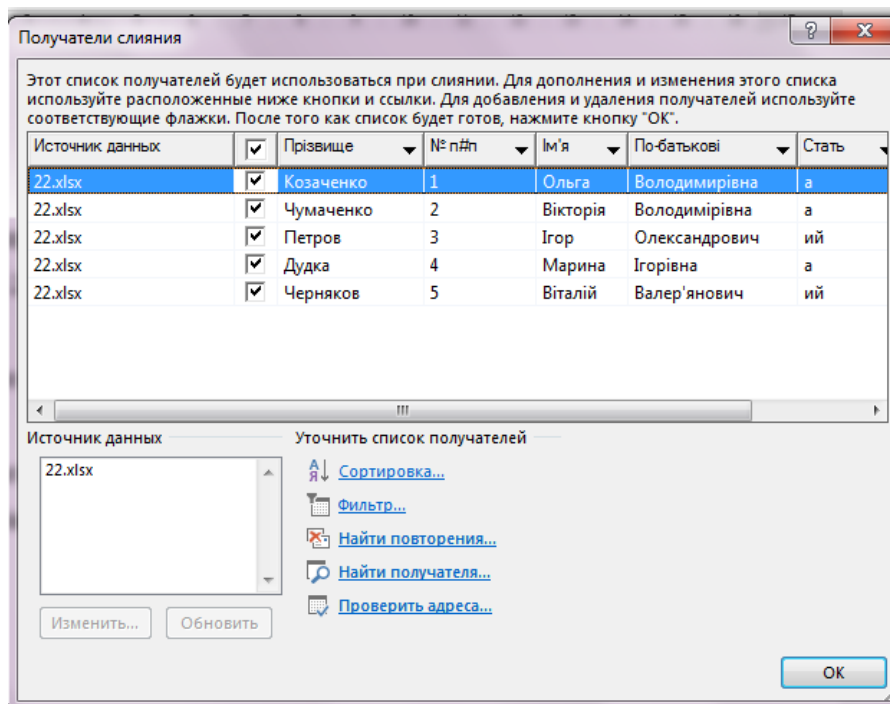 Получатели слияния
Этот список получателей будет использоваться при слиянии. Для дополнения и изменения этого списка
используйте расположенные ниже кнопки и ссылки. Для добавления и удаления получателей используйте
соответствующие флажки. После того как список будет готов, нажмите кнопку "ОК".
Источник данных Прізвище № п#п Ім'я По-батькові Стать
22.xlsx Козаченко 1 Ольга Володимирівна а
22.xlsx Чумаченко 2 Вікторія Володимірівна а
22.xlsx Петров 3 Ігор Олександрович ий
22.xlsx Дудка 4 Марина Ігорівна а
22.xlsx Черняков 5 Віталій Валер'янович ий
Источник данных Уточнить список получателей
22.xlsx
Сортировка...
Фильтр...
Найти повторения...
Найти получателя...
Проверить адреса...
Изменить... Обновить
ОК